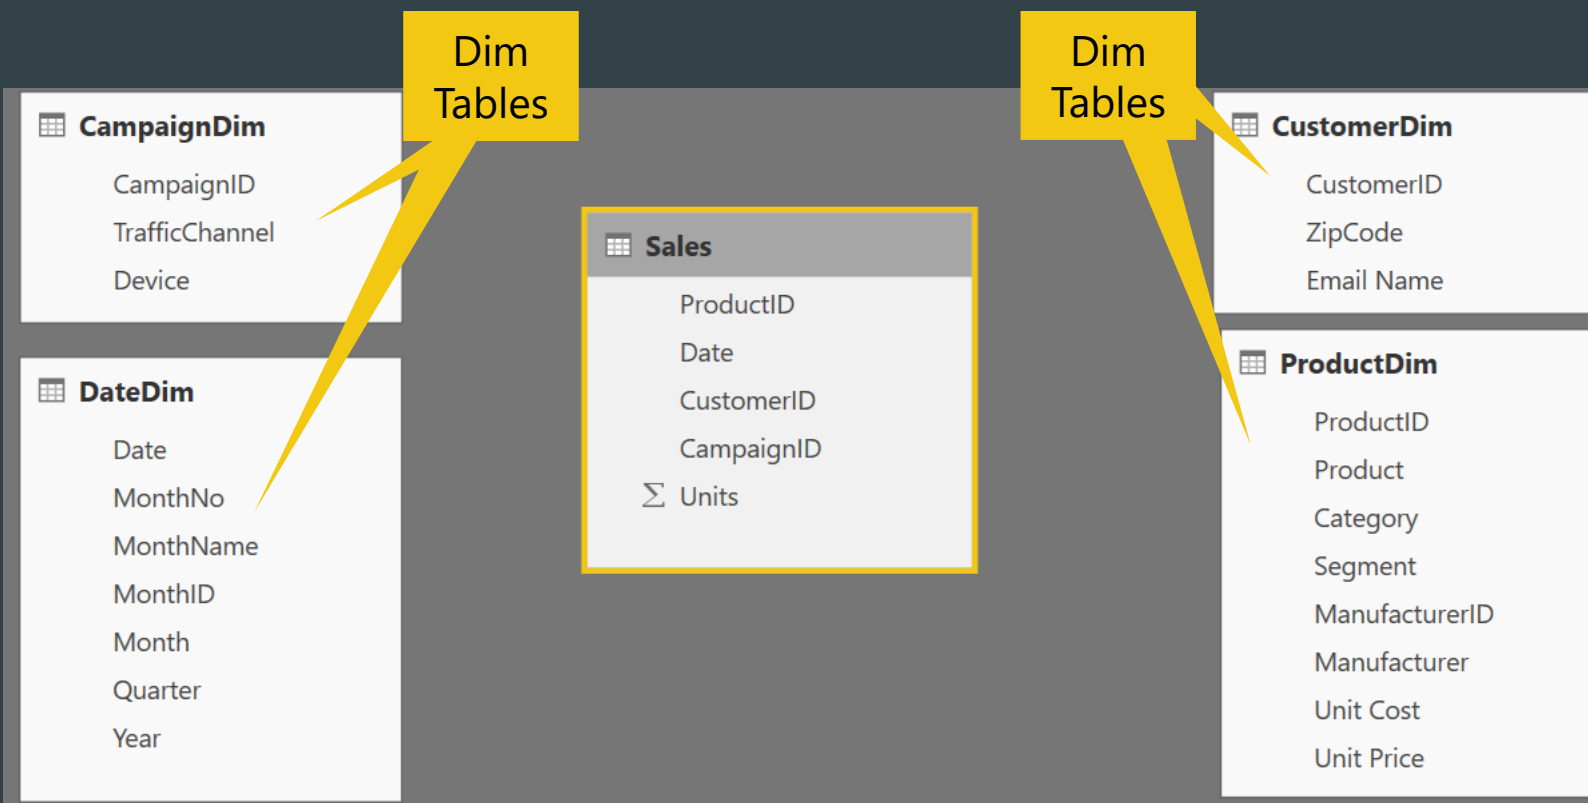 Dim
Tables
Dim
Tables
CampaignDim
CampaignID
TrafficChannel
Device
DateDim
Date
MonthNo
MonthName
MonthID
Month
Quarter
Year
Sales
ProductID
Date
CustomerID
CampaignID
Σ Units
CustomerDim
CustomerID
ZipCode
Email Name
ProductDim
ProductID
Product
Category
Segment
ManufacturerID
Manufacturer
Unit Cost
Unit Price